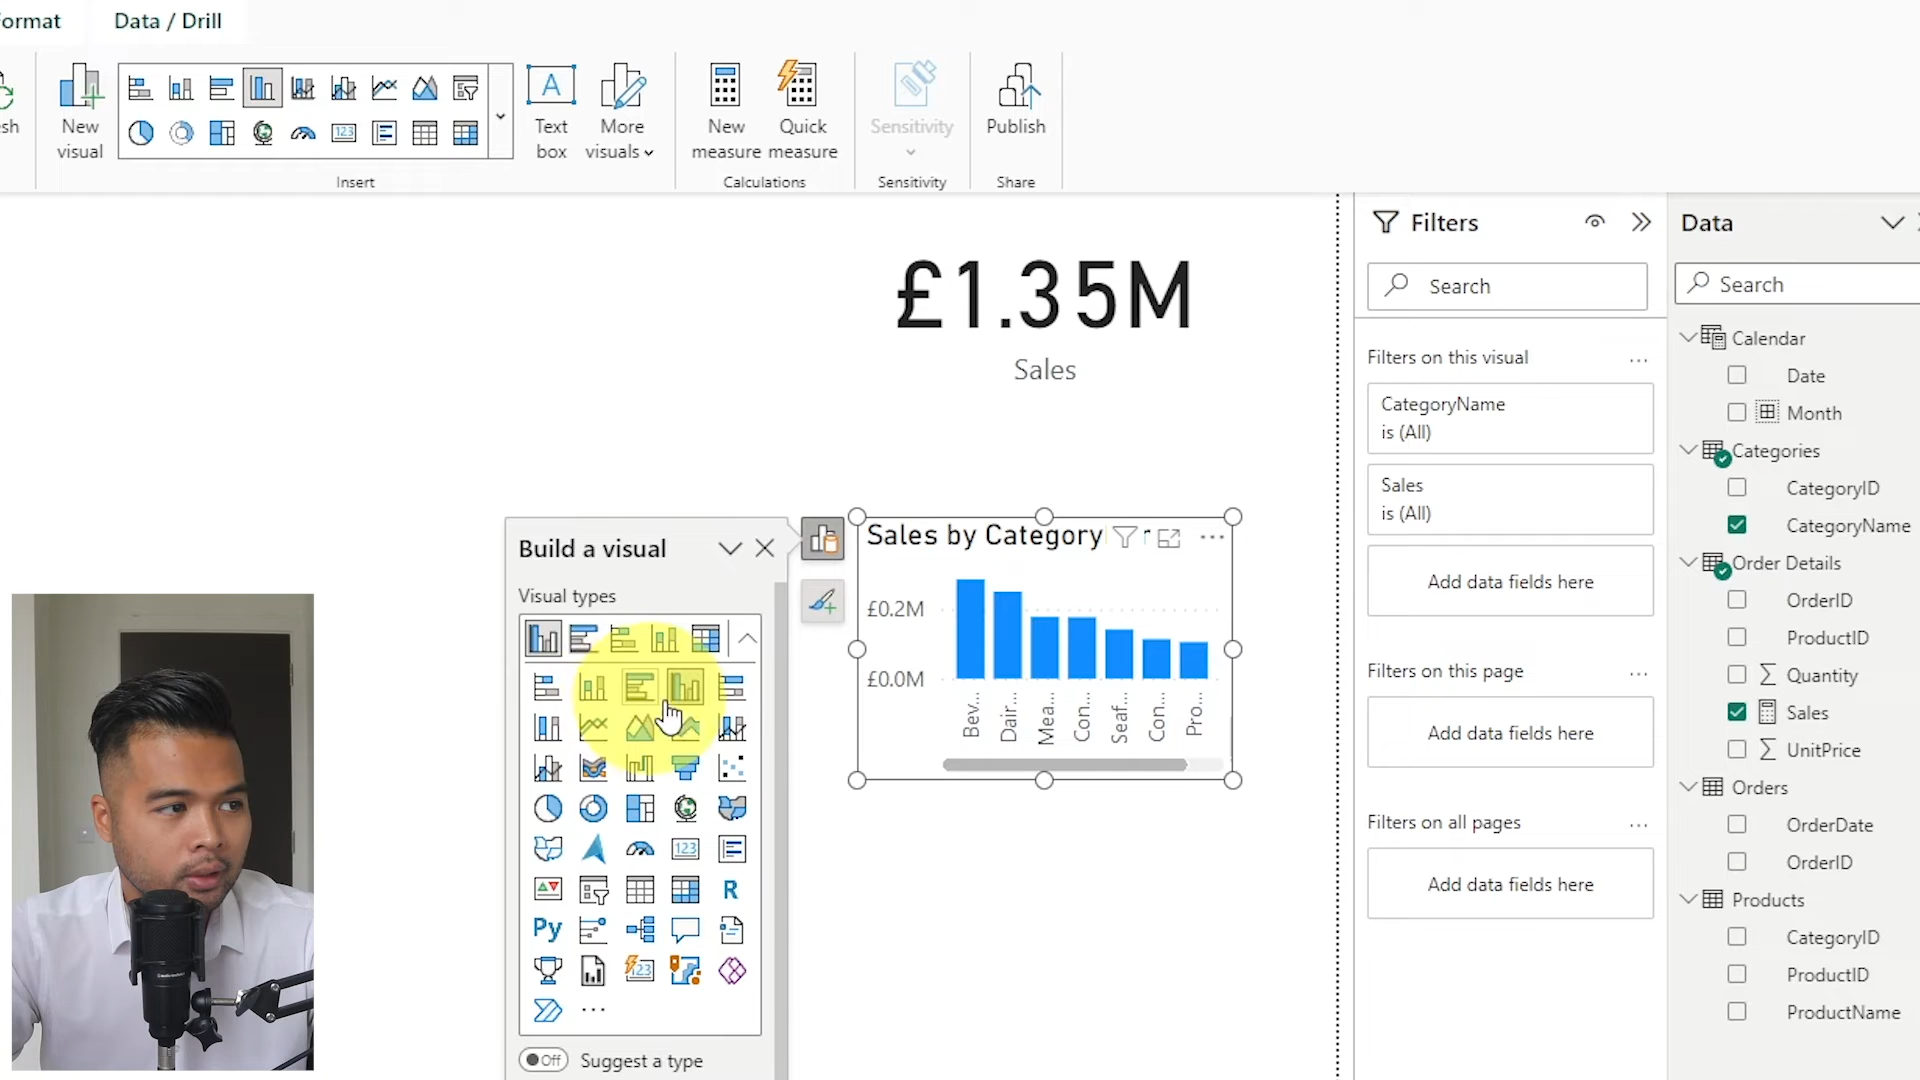 ormat
Data / Drill
sh
New
visual
Text
box
More
visuals
New
measure
Quick
measure
Sensitivity
Publish
Insert
Calculations
Sensitivity
Share
£1.35M
Sales
Build a visual
Visual types
123
R
Py
123
...
Off
Suggest a type
Sales by Category
£0.2M
£0.0M
Bev...
Dair...
Mea...
Con...
Seaf...
Con...
Pro...
Filters
Search
Filters on this visual
CategoryName
is (All)
Sales
is (All)
Add data fields here
Filters on this page
Add data fields here
Filters on all pages
Add data fields here
Data
Search
Calendar
Date
Month
Categories
CategoryID
CategoryName
Order Details
OrderID
ProductID
Σ Quantity
Sales
Σ UnitPrice
Orders
OrderDate
OrderID
Products
CategoryID
ProductID
ProductName